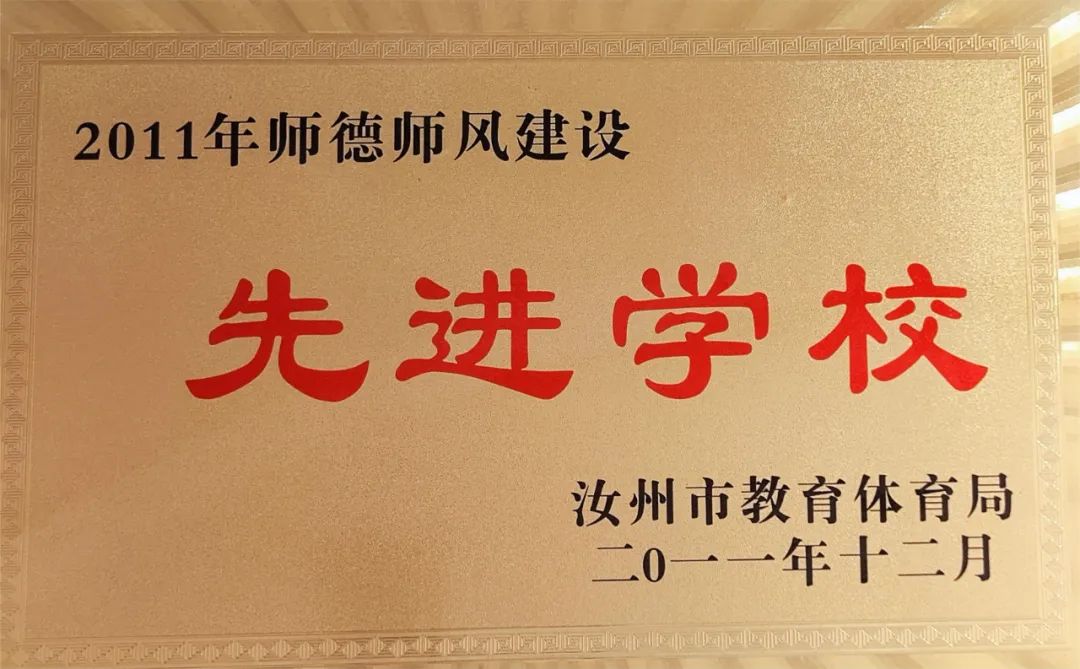 2011年师德师风建设
先进学校
汝州市教育体育局
二0一一年十二月